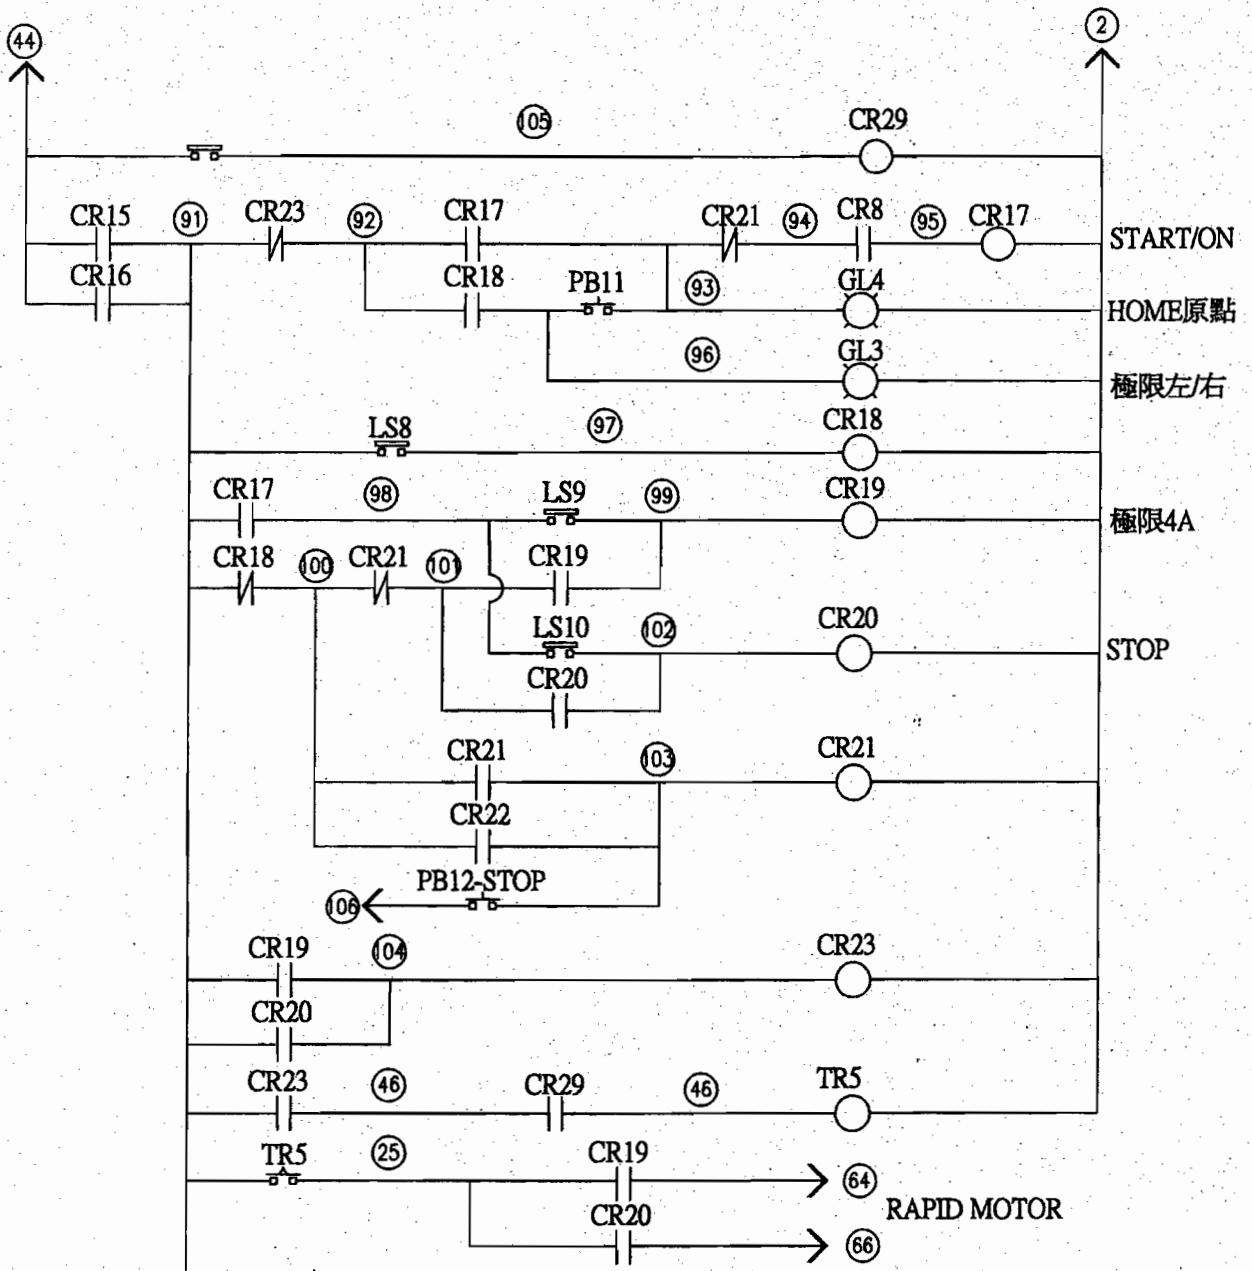 44
2
105
CR29
CR15
91
CR23
92
CR17
CR21
94
CR8
95
CR17
START/ON
CR16
CR18
PB11
93
GL4
HOME原點
96
GL3
極限左/右
LS8
97
CR18
CR17
98
LS9
99
CR19
極限4A
CR18
100
CR21
101
CR19
LS10
102
CR20
STOP
CR20
CR21
103
CR21
CR22
PB12-STOP
106
CR19
104
CR23
CR20
CR23
46
CR29
46
TR5
TR5
25
CR19
64
RAPID MOTOR
CR20
66